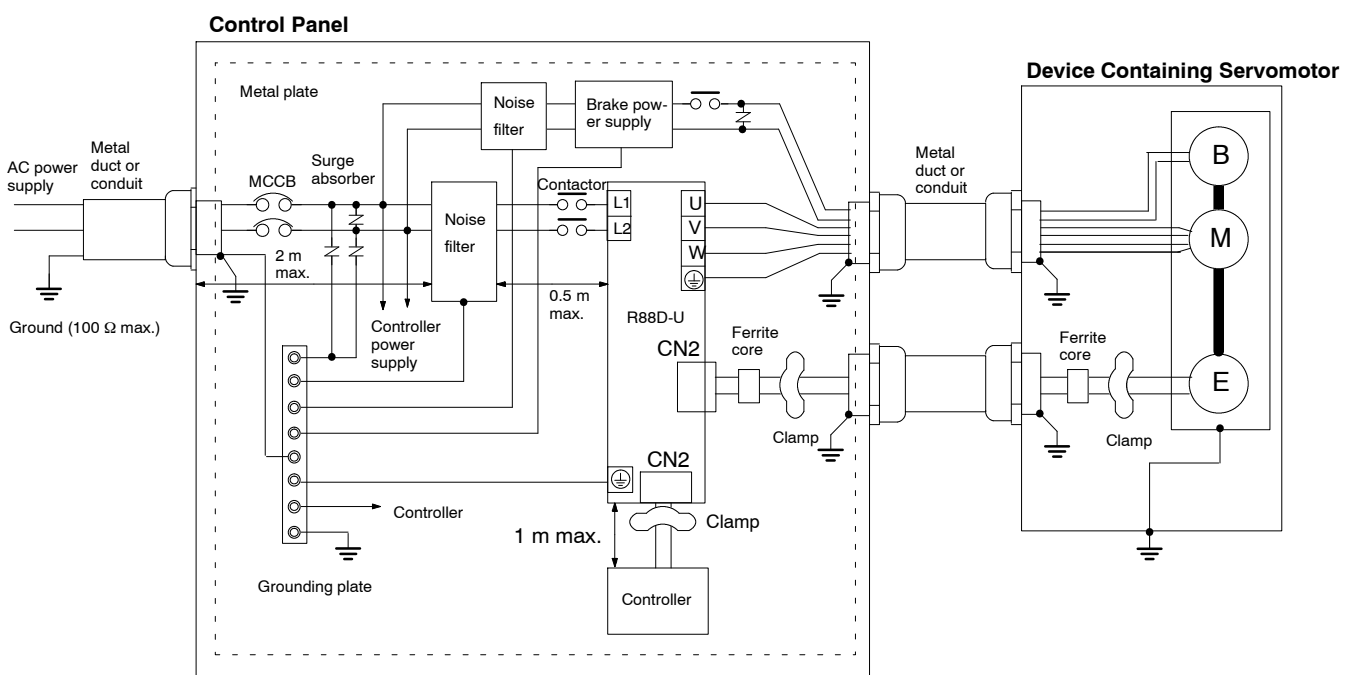 Control Panel
Device Containing Servomotor
Metal plate
Noise
filter
Brake pow-
er supply
B
AC power
supply
Metal
duct or
conduit
MCCB
Surge
absorber
Contactor
Metal
duct or
conduit
Noise
filter
L1
L2
U
V
W
M
2 m
max.
0.5 m
max.
Ground (100 Ω max.)
Controller
power
supply
R88D-U
CN2
Ferrite
core
Clamp
Ferrite
core
Clamp
E
CN2
Controller
Clamp
1 m max.
Grounding plate
Controller